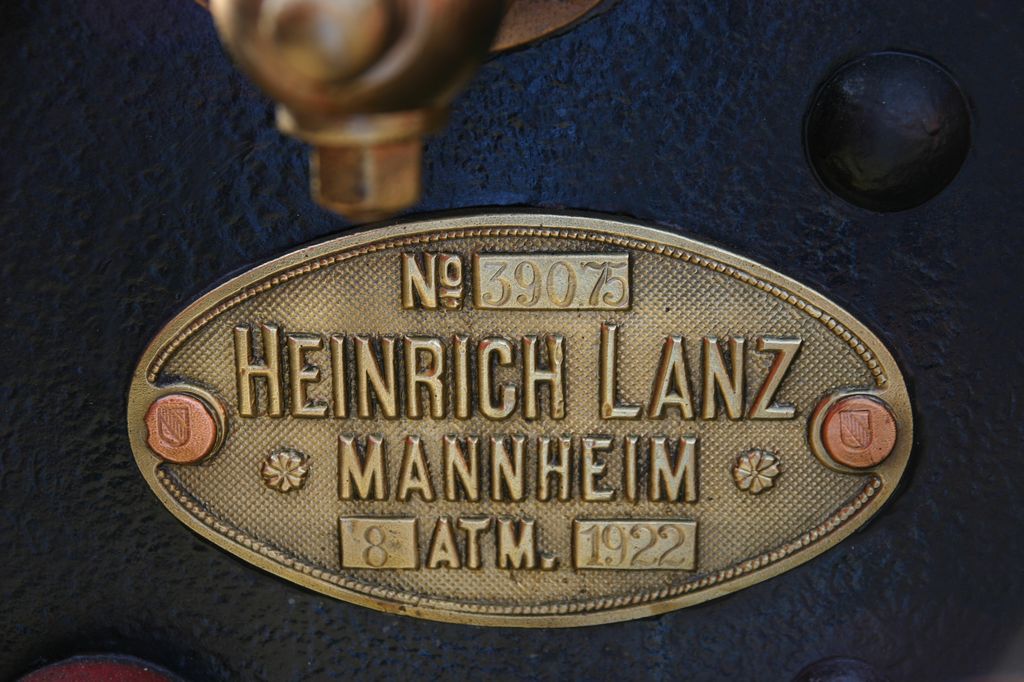 No 39075
HEINRICH LANZ
MANNHEIM
8 ATM. 1922